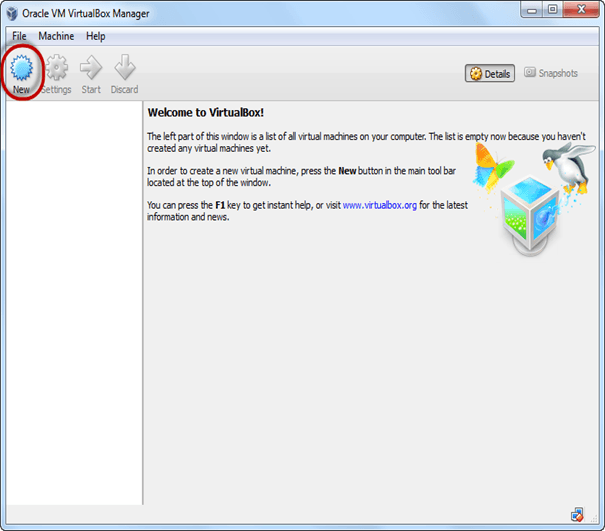 Oracle VM VirtualBox Manager
File Machine Help
New Settings Start Discard
Details Snapshots
Welcome to VirtualBox!
The left part of this window is a list of all virtual machines on your computer. The list is empty now because you haven't
created any virtual machines yet.
In order to create a new virtual machine, press the New button in the main tool bar
located at the top of the window.
You can press the F1 key to get instant help, or visit www.virtualbox.org for the latest
information and news.